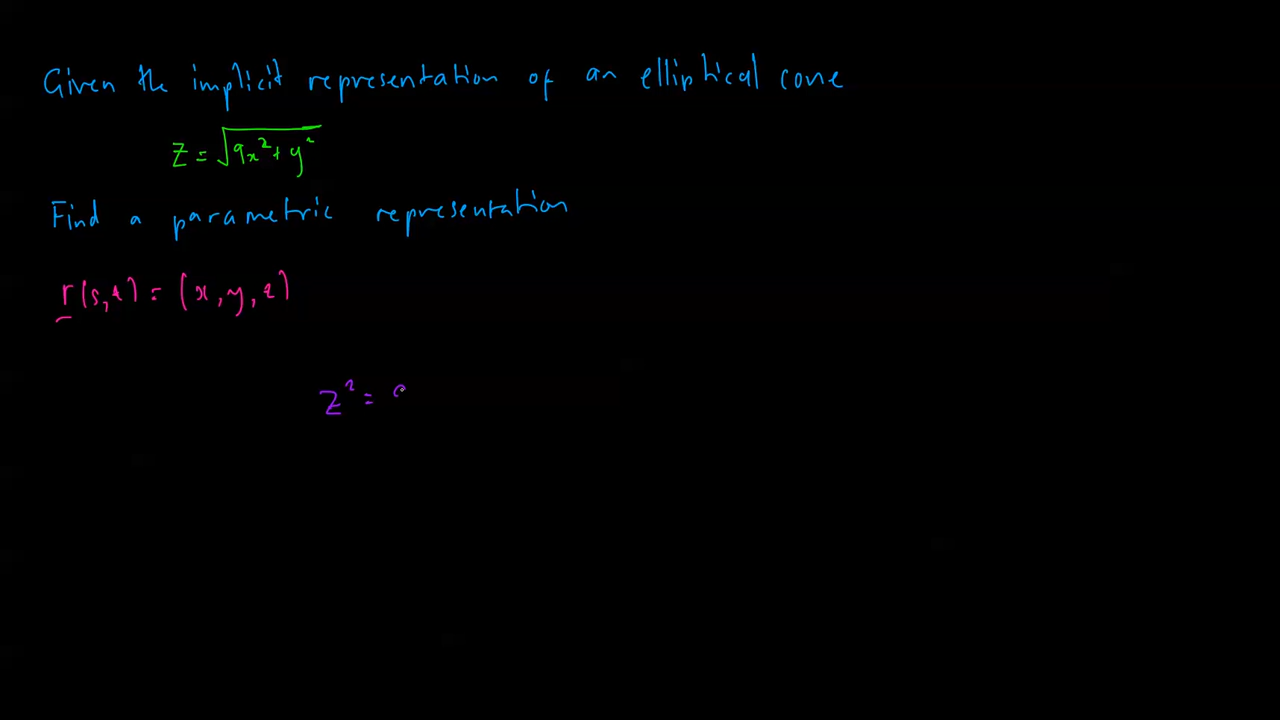 Given the implicit representation of an elliptical cone
z = √(9x² + y²)
Find a parametric representation
r(s,t) = (x, y, z)
z² =